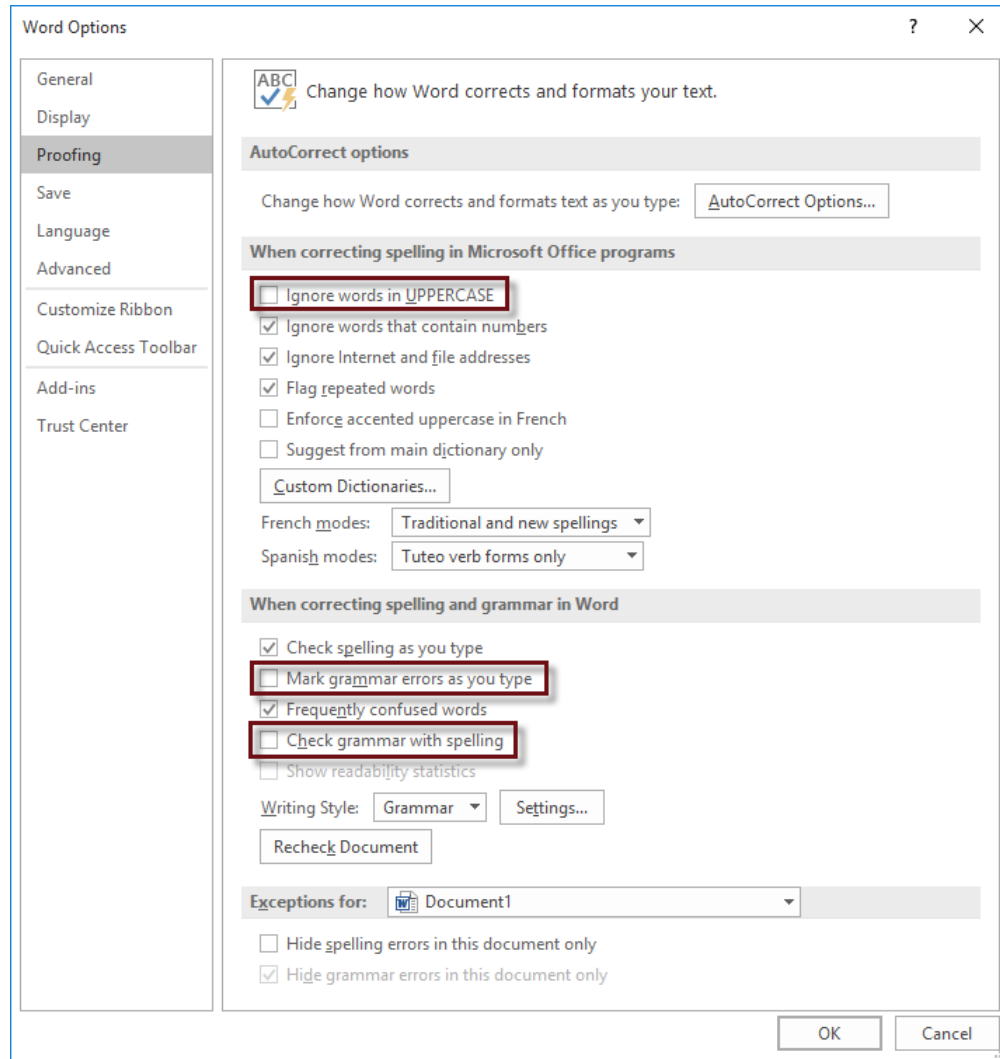 Word Options
?
General
Display
Proofing
Save
Language
Advanced
Customize Ribbon
Quick Access Toolbar
Add-ins
Trust Center
ABC
Change how Word corrects and formats your text.
AutoCorrect options
Change how Word corrects and formats text as you type: AutoCorrect Options...
When correcting spelling in Microsoft Office programs
Ignore words in UPPERCASE
Ignore words that contain numbers
Ignore Internet and file addresses
Flag repeated words
Enforce accented uppercase in French
Suggest from main dictionary only
Custom Dictionaries...
French modes: Traditional and new spellings
Spanish modes: Tuteo verb forms only
When correcting spelling and grammar in Word
Check spelling as you type
Mark grammar errors as you type
Frequently confused words
Check grammar with spelling
Show readability statistics
Writing Style: Grammar Settings...
Recheck Document
Exceptions for: Document1
Hide spelling errors in this document only
Hide grammar errors in this document only
OK Cancel